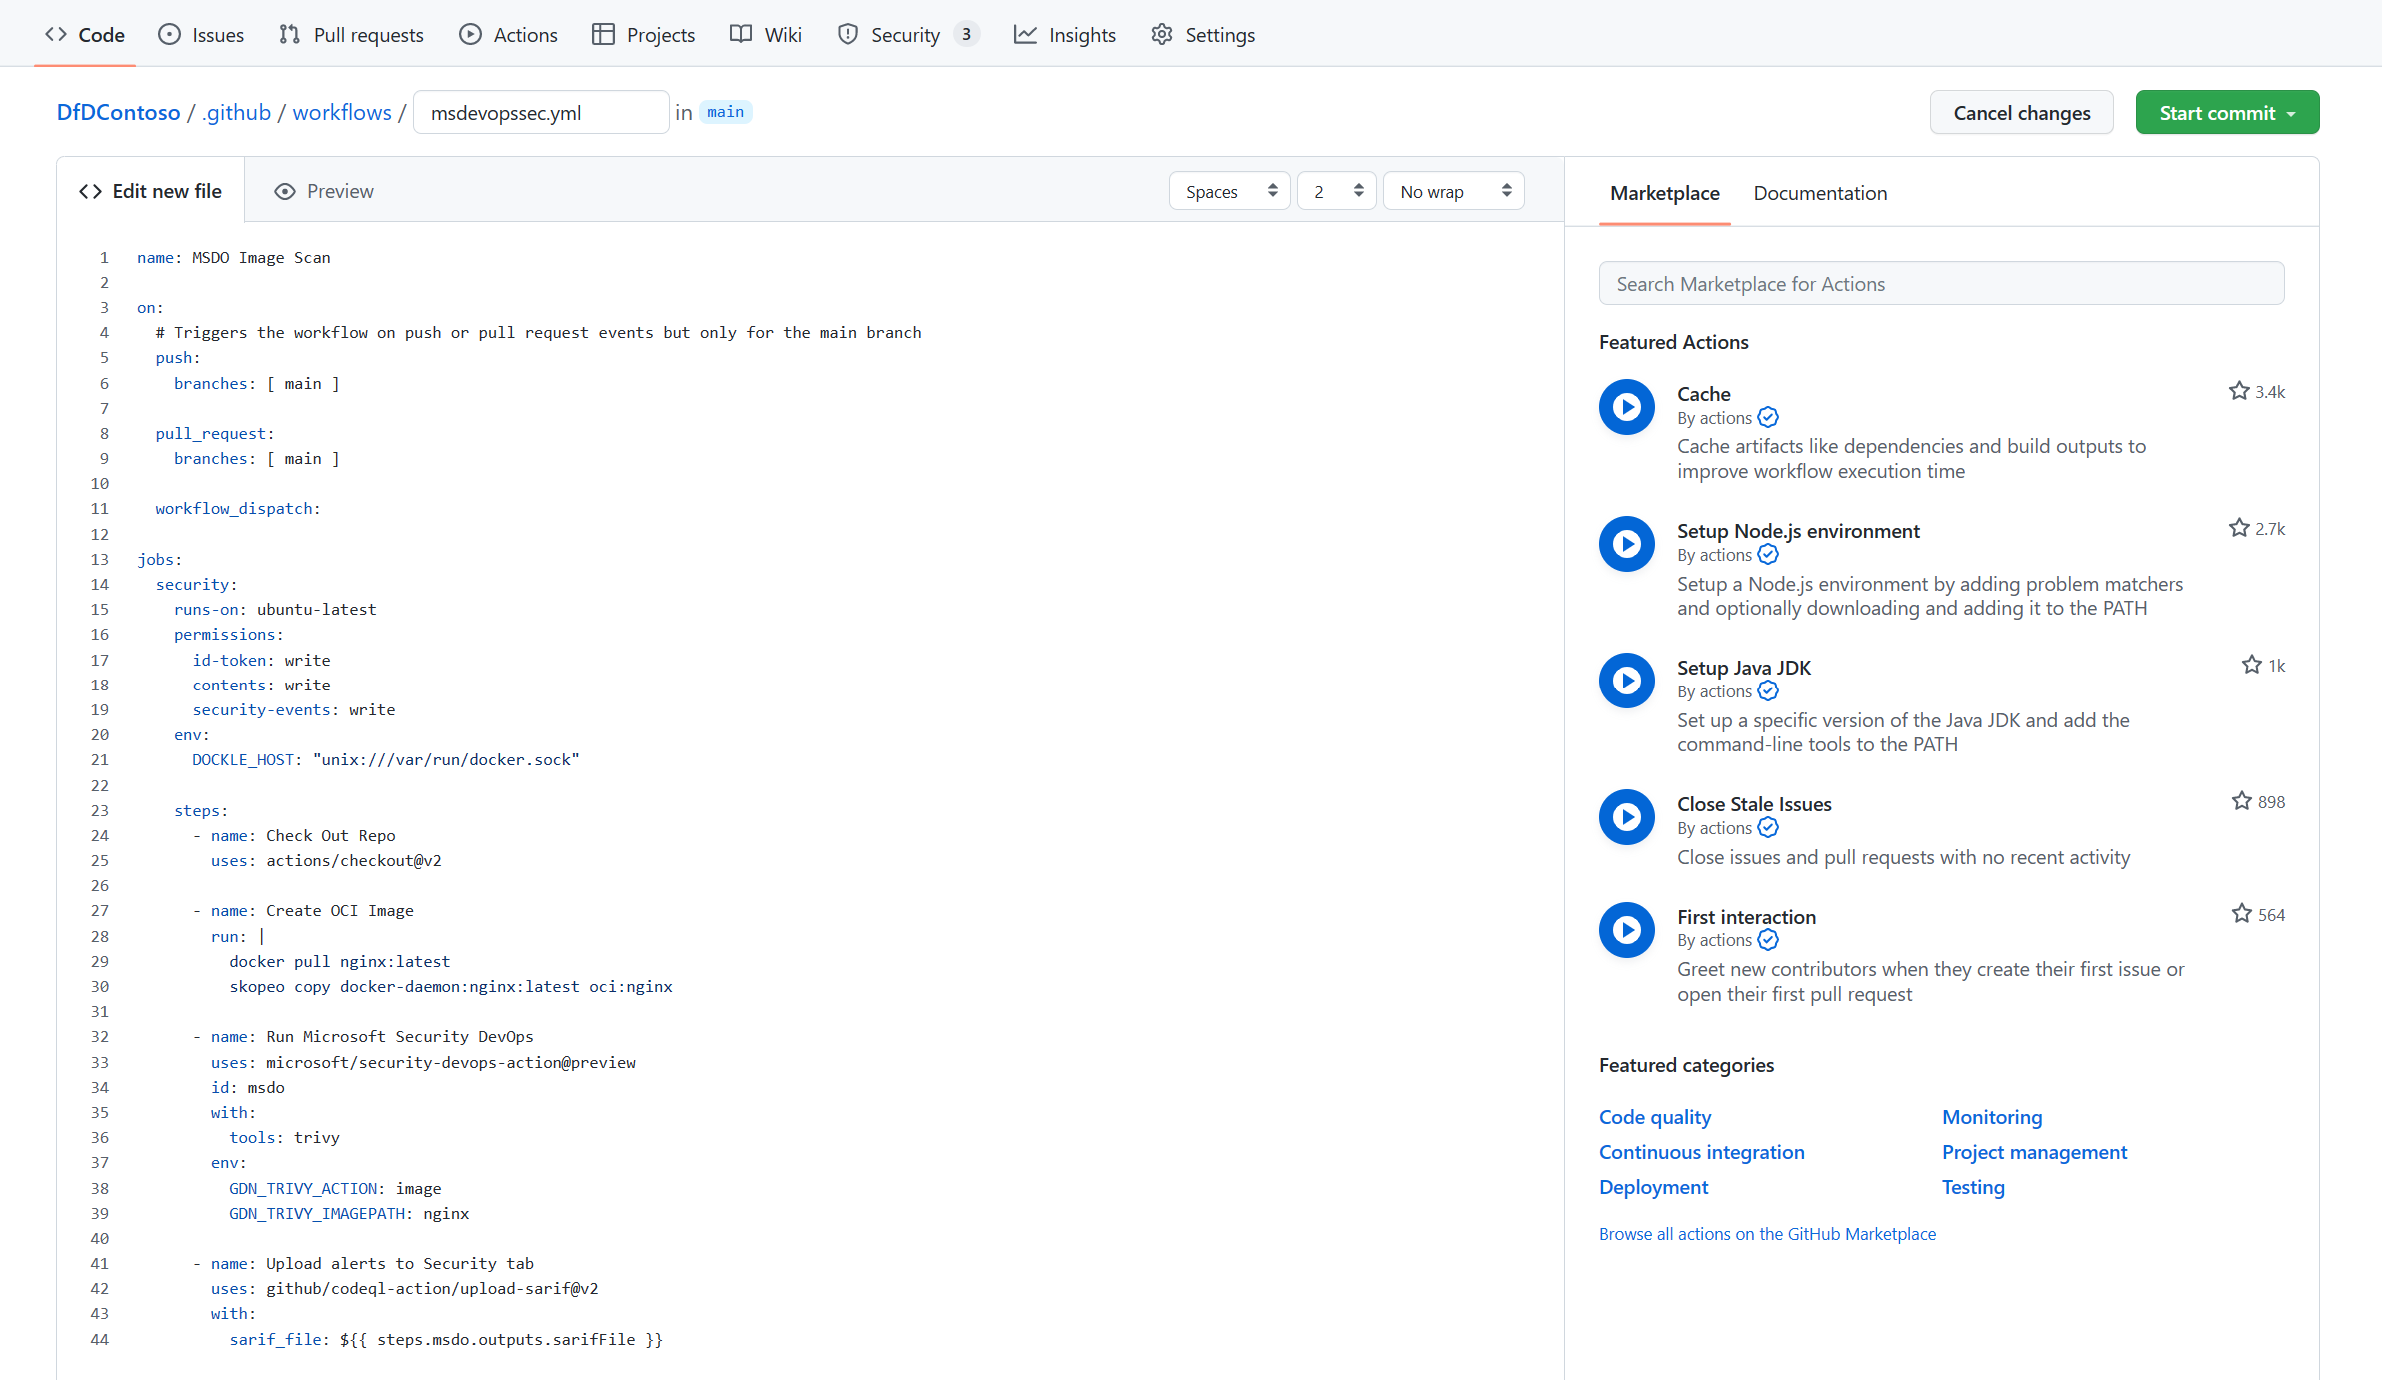 Code Issues Pull requests Actions Projects Wiki Security 3 Insights Settings
DfDContoso / .github / workflows / msdevopssec.yml in main Cancel changes Start commit
Edit new file Preview Spaces 2 No wrap
1 name: MSDO Image Scan
2
3 on:
4 # Triggers the workflow on push or pull request events but only for the main branch
5 push:
6 branches: [ main ]
7
8 pull_request:
9 branches: [ main ]
10
11 workflow_dispatch:
12
13 jobs:
14 security:
15 runs-on: ubuntu-latest
16 permissions:
17 id-token: write
18 contents: write
19 security-events: write
20 env:
21 DOCKLE_HOST: "unix:///var/run/docker.sock"
22
23 steps:
24 - name: Check Out Repo
25 uses: actions/checkout@v2
26
27 - name: Create OCI Image
28 run: |
29 docker pull nginx:latest
30 skopeo copy docker-daemon:nginx:latest oci:nginx
31
32 - name: Run Microsoft Security DevOps
33 uses: microsoft/security-devops-action@preview
34 id: msdo
35 with:
36 tools: trivy
37 env:
38 GDN_TRIVY_ACTION: image
39 GDN_TRIVY_IMAGEPATH: nginx
40
41 - name: Upload alerts to Security tab
42 uses: github/codeql-action/upload-sarif@v2
43 with:
44 sarif_file: ${{ steps.msdo.outputs.sarifFile }}
Marketplace Documentation
Search Marketplace for Actions
Featured Actions
Cache 3.4k
By actions
Cache artifacts like dependencies and build outputs to
improve workflow execution time
Setup Node.js environment 2.7k
By actions
Setup a Node.js environment by adding problem matchers
and optionally downloading and adding it to the PATH
Setup Java JDK 1k
By actions
Set up a specific version of the Java JDK and add the
command-line tools to the PATH
Close Stale Issues 898
By actions
Close issues and pull requests with no recent activity
First interaction 564
By actions
Greet new contributors when they create their first issue or
open their first pull request
Featured categories
Code quality Monitoring
Continuous integration Project management
Deployment Testing
Browse all actions on the GitHub Marketplace